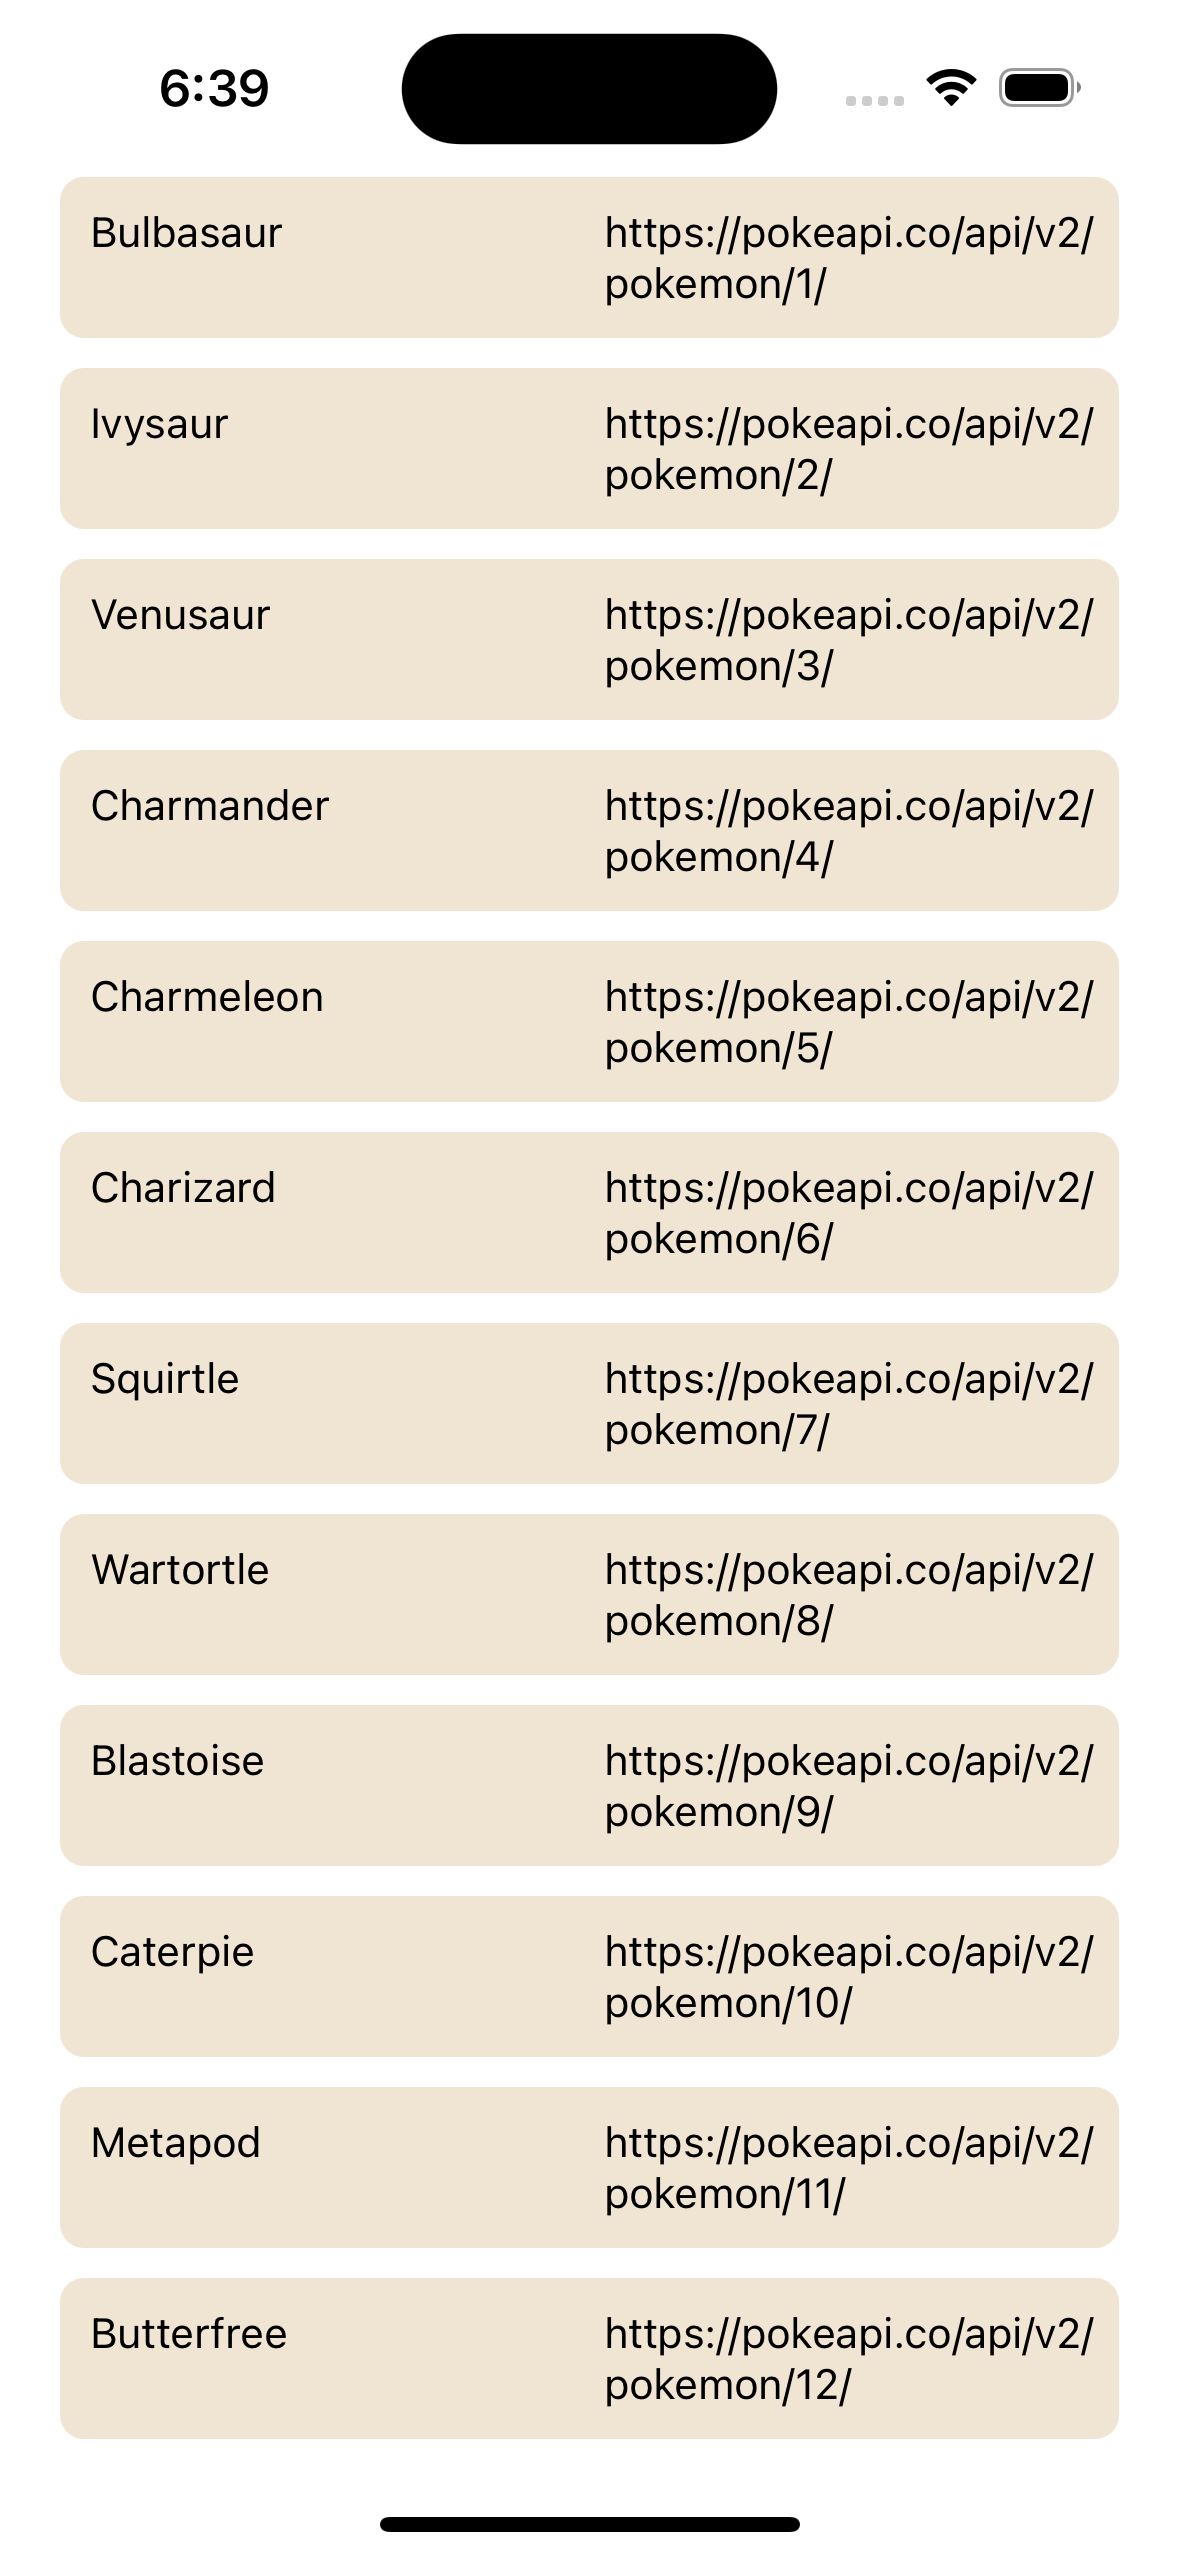 6:39
Bulbasaur
https://pokeapi.co/api/v2/
pokemon/1/
Ivysaur
https://pokeapi.co/api/v2/
pokemon/2/
Venusaur
https://pokeapi.co/api/v2/
pokemon/3/
Charmander
https://pokeapi.co/api/v2/
pokemon/4/
Charmeleon
https://pokeapi.co/api/v2/
pokemon/5/
Charizard
https://pokeapi.co/api/v2/
pokemon/6/
Squirtle
https://pokeapi.co/api/v2/
pokemon/7/
Wartortle
https://pokeapi.co/api/v2/
pokemon/8/
Blastoise
https://pokeapi.co/api/v2/
pokemon/9/
Caterpie
https://pokeapi.co/api/v2/
pokemon/10/
Metapod
https://pokeapi.co/api/v2/
pokemon/11/
Butterfree
https://pokeapi.co/api/v2/
pokemon/12/